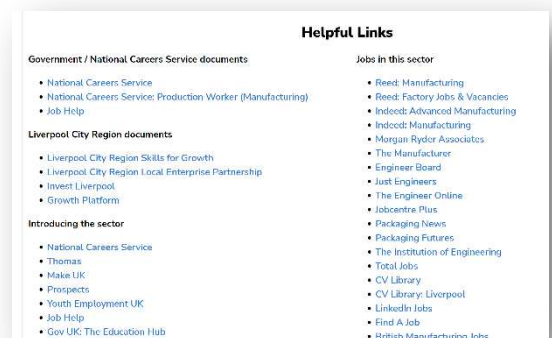 Helpful Links
Government / National Careers Service documents
National Careers Service
National Careers Service: Production Worker (Manufacturing)
Job Help
Liverpool City Region documents
Liverpool City Region Skills for Growth
Liverpool City Region Local Enterprise Partnership
Invest Liverpool
Growth Platform
Introducing the sector
National Careers Service
Thomas
Make UK
Prospects
Youth Employment UK
Job Help
Gov UK: The Education Hub
Jobs in this sector
Reed: Manufacturing
Reed: Factory Jobs & Vacancies
Indeed: Advanced Manufacturing
Indeed: Manufacturing
Morgan Ryder Associates
The Manufacturer
Engineer Board
Just Engineers
The Engineer Online
Jobcentre Plus
Packaging News
Packaging Futures
The Institution of Engineering
Total Jobs
CV Library
CV Library: Liverpool
LinkedIn Jobs
Find A Job
British Manufacturing Jobs